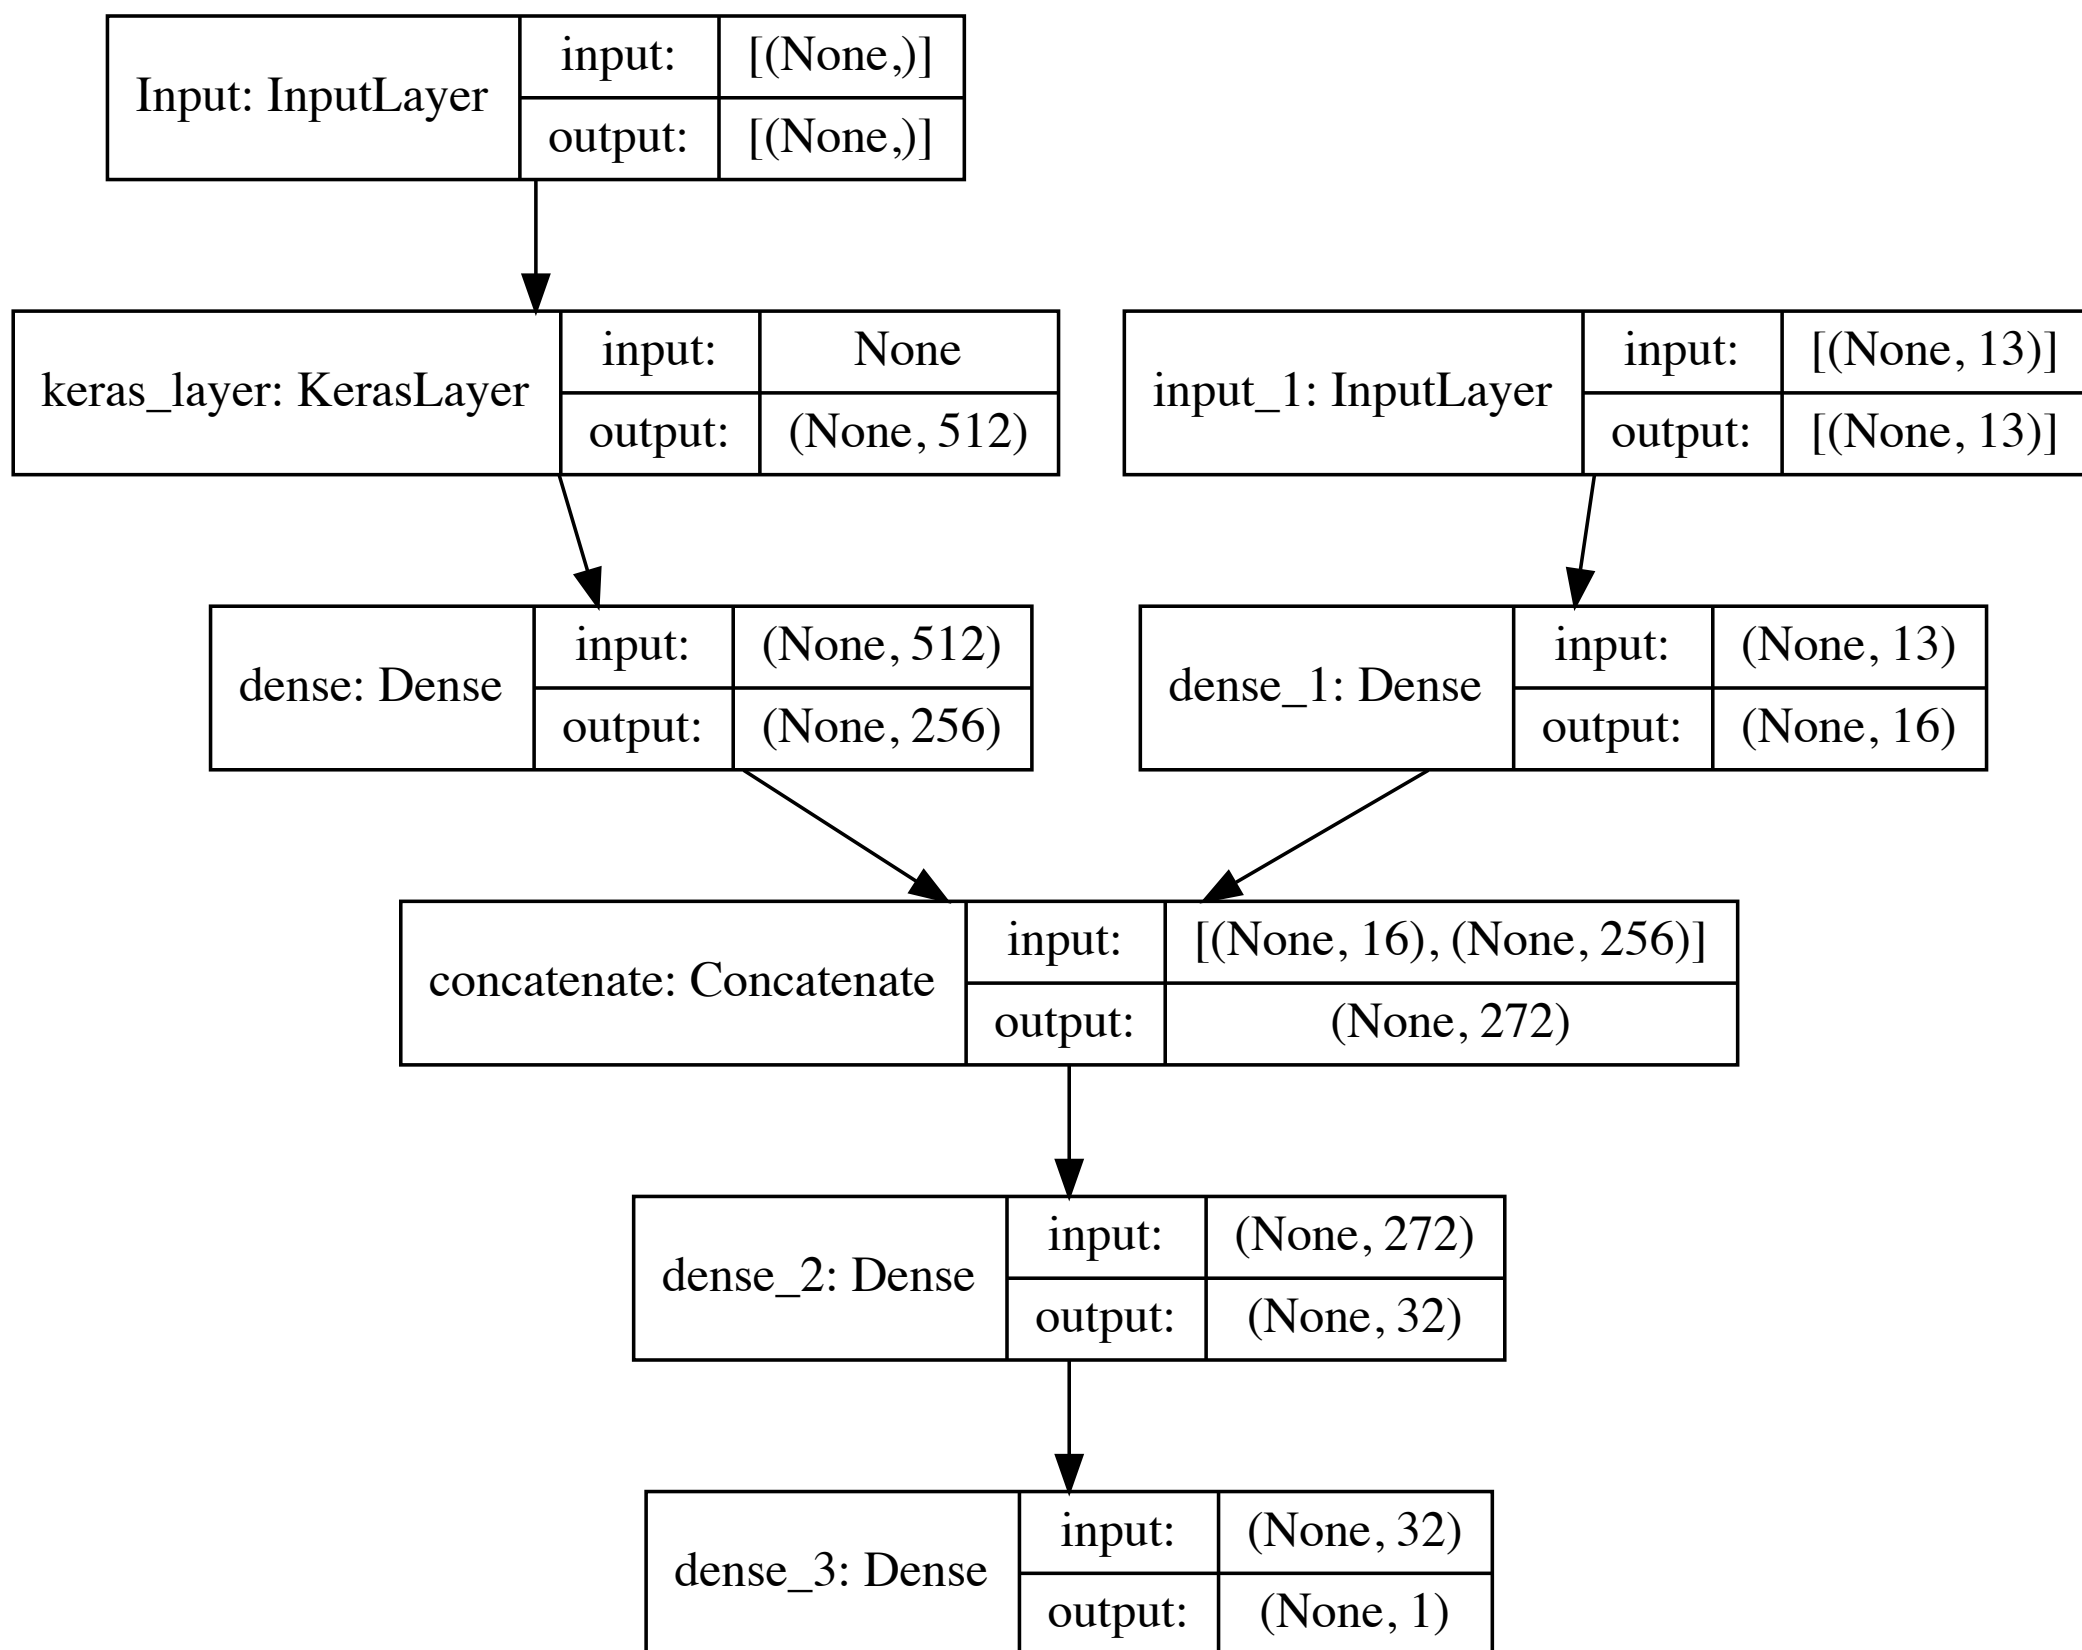 Input: InputLayer
input:
[(None,)]
output:
[(None,)]
keras_layer: KerasLayer
input:
None
output:
(None, 512)
input_1: InputLayer
input:
[(None, 13)]
output:
[(None, 13)]
dense: Dense
input:
(None, 512)
output:
(None, 256)
dense_1: Dense
input:
(None, 13)
output:
(None, 16)
concatenate: Concatenate
input:
[(None, 16), (None, 256)]
output:
(None, 272)
dense_2: Dense
input:
(None, 272)
output:
(None, 32)
dense_3: Dense
input:
(None, 32)
output:
(None, 1)